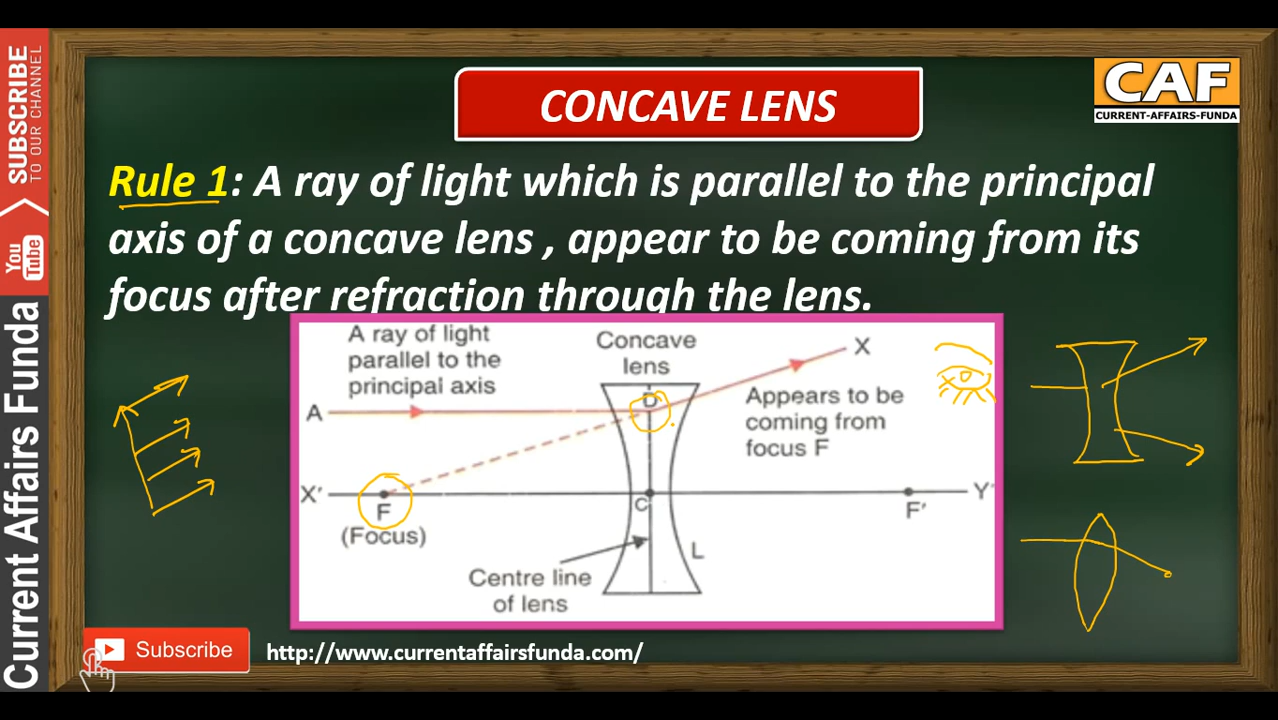 SUBSCRIBE
TO OUR CHANNEL
You
Tube
Current Affairs Funda
CONCAVE LENS
CAF
CURRENT-AFFAIRS-FUNDA
Rule 1: A ray of light which is parallel to the principal
axis of a concave lens , appear to be coming from its
focus after refraction through the lens.
A ray of light
parallel to the
principal axis
Concave
lens
X
A
D
Appears to be
coming from
focus F
X'
F
(Focus)
C
F'
Y'
L
Centre line
of lens
Subscribe
http://www.currentaffairsfunda.com/